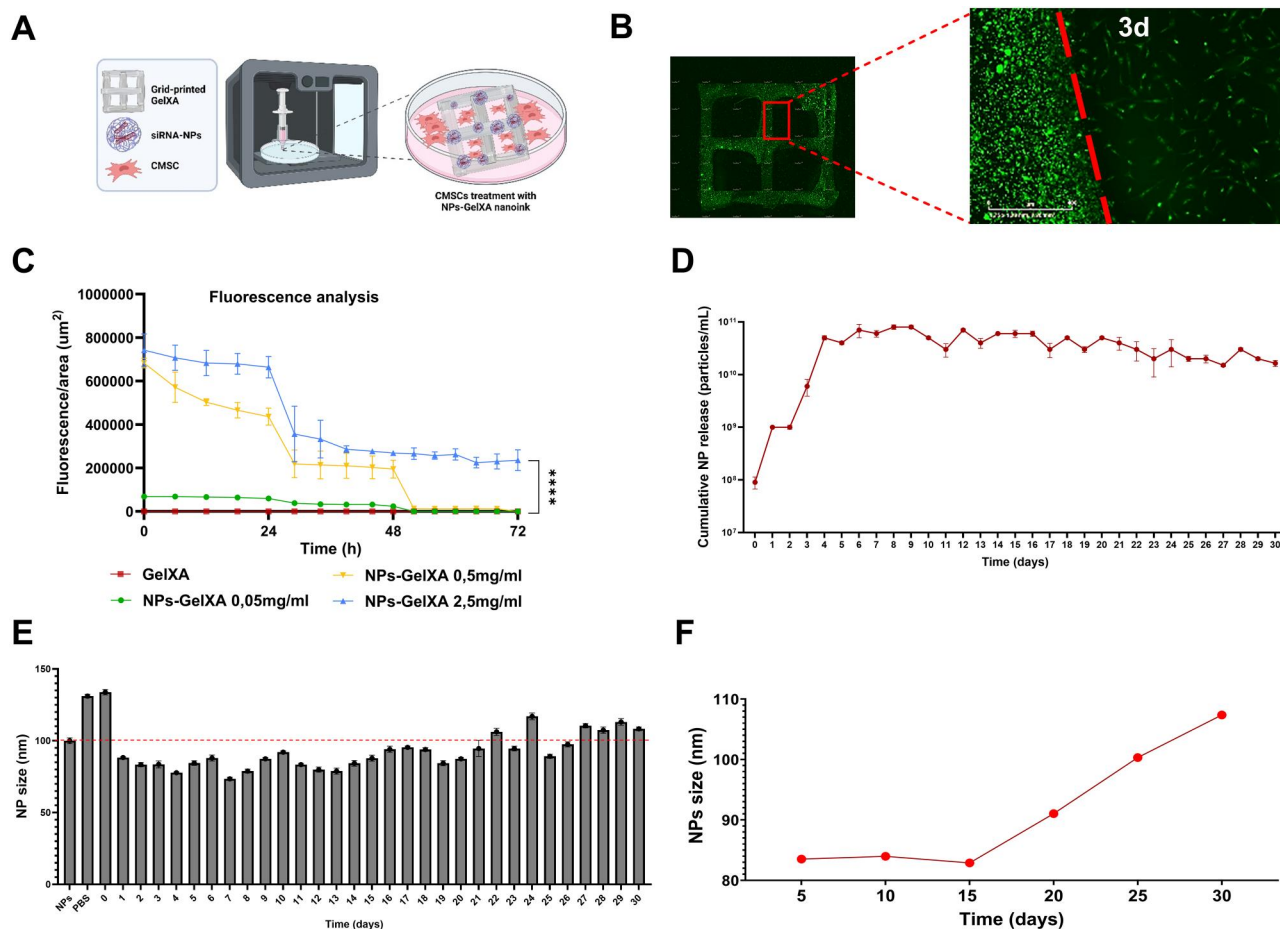 A
Grid-printed
GelXA
siRNA-NPs
CMSC
CMSCs treatment with
NPs-GelXA nanoink
B
3d
C
Fluorescence analysis
Fluorescence/area (um²)
1000000
800000
600000
400000
200000
0
0
24
48
72
Time (h)
****
GelXA
NPs-GelXA 0,5mg/ml
NPs-GelXA 0,05mg/ml
NPs-GelXA 2,5mg/ml
D
Cumulative NP release (particles/mL)
10¹¹
10¹⁰
10⁹
10⁸
10⁷
0 1 2 3 4 5 6 7 8 9 10 11 12 13 14 15 16 17 18 19 20 21 22 23 24 25 26 27 28 29 30
Time (days)
E
NP size (nm)
150
100
50
0
NPs PBS 0 1 2 3 4 5 6 7 8 9 10 11 12 13 14 15 16 17 18 19 20 21 22 23 24 25 26 27 28 29 30
Time (days)
F
NPs size (nm)
110
100
90
80
5 10 15 20 25 30
Time (days)